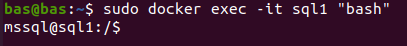 bas@bas:~$ sudo docker exec -it sql1 "bash"
mssql@sql1:/$